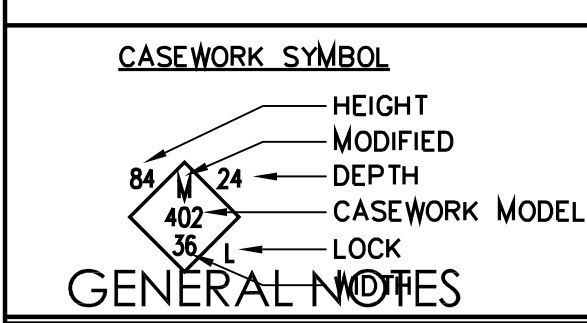 CASEWORK SYMBOL
HEIGHT
MODIFIED
84 M 24 DEPTH
402 CASEWORK MODEL
36 L LOCK
WIDTH
GENERAL NOTES